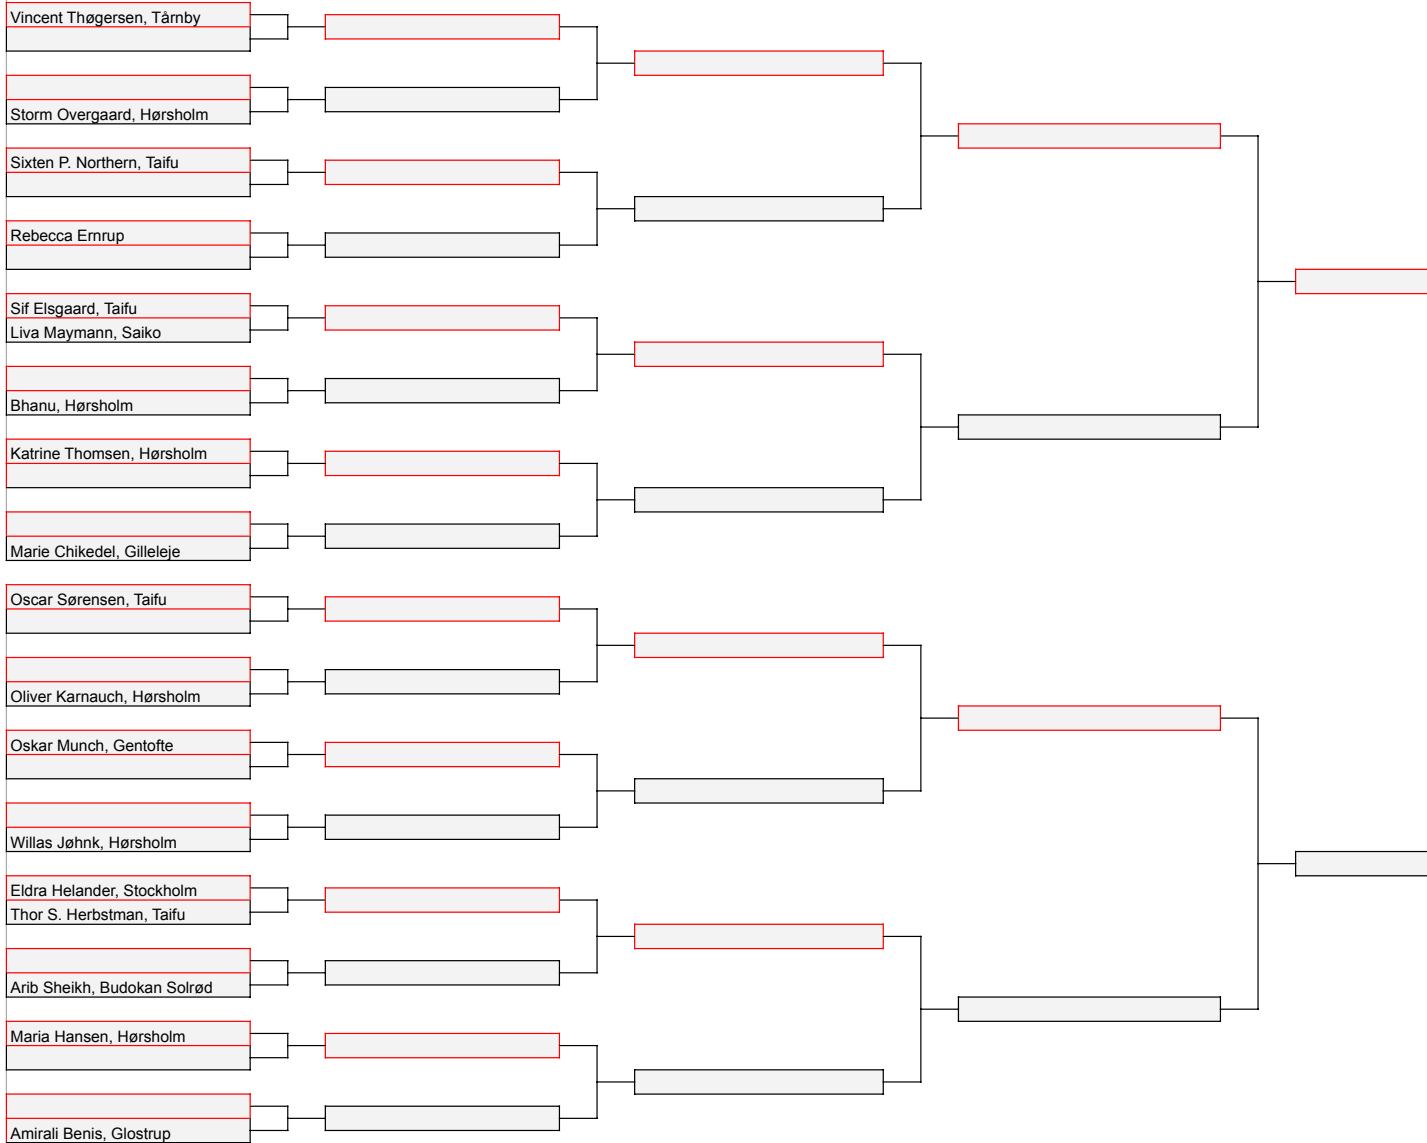 Vincent Thøgersen, Tårnby
Storm Overgaard, Hørsholm
Sixten P. Northern, Taifu
Rebecca Ernrup
Sif Elsgaard, Taifu
Liva Maymann, Saiko
Bhanu, Hørsholm
Katrine Thomsen, Hørsholm
Marie Chikedel, Gilleleje
Oscar Sørensen, Taifu
Oliver Karnauch, Hørsholm
Oskar Munch, Gentofte
Willas Jøhnk, Hørsholm
Eldra Helander, Stockholm
Thor S. Herbstman, Taifu
Arib Sheikh, Budokan Solrød
Maria Hansen, Hørsholm
Amirali Benis, Glostrup